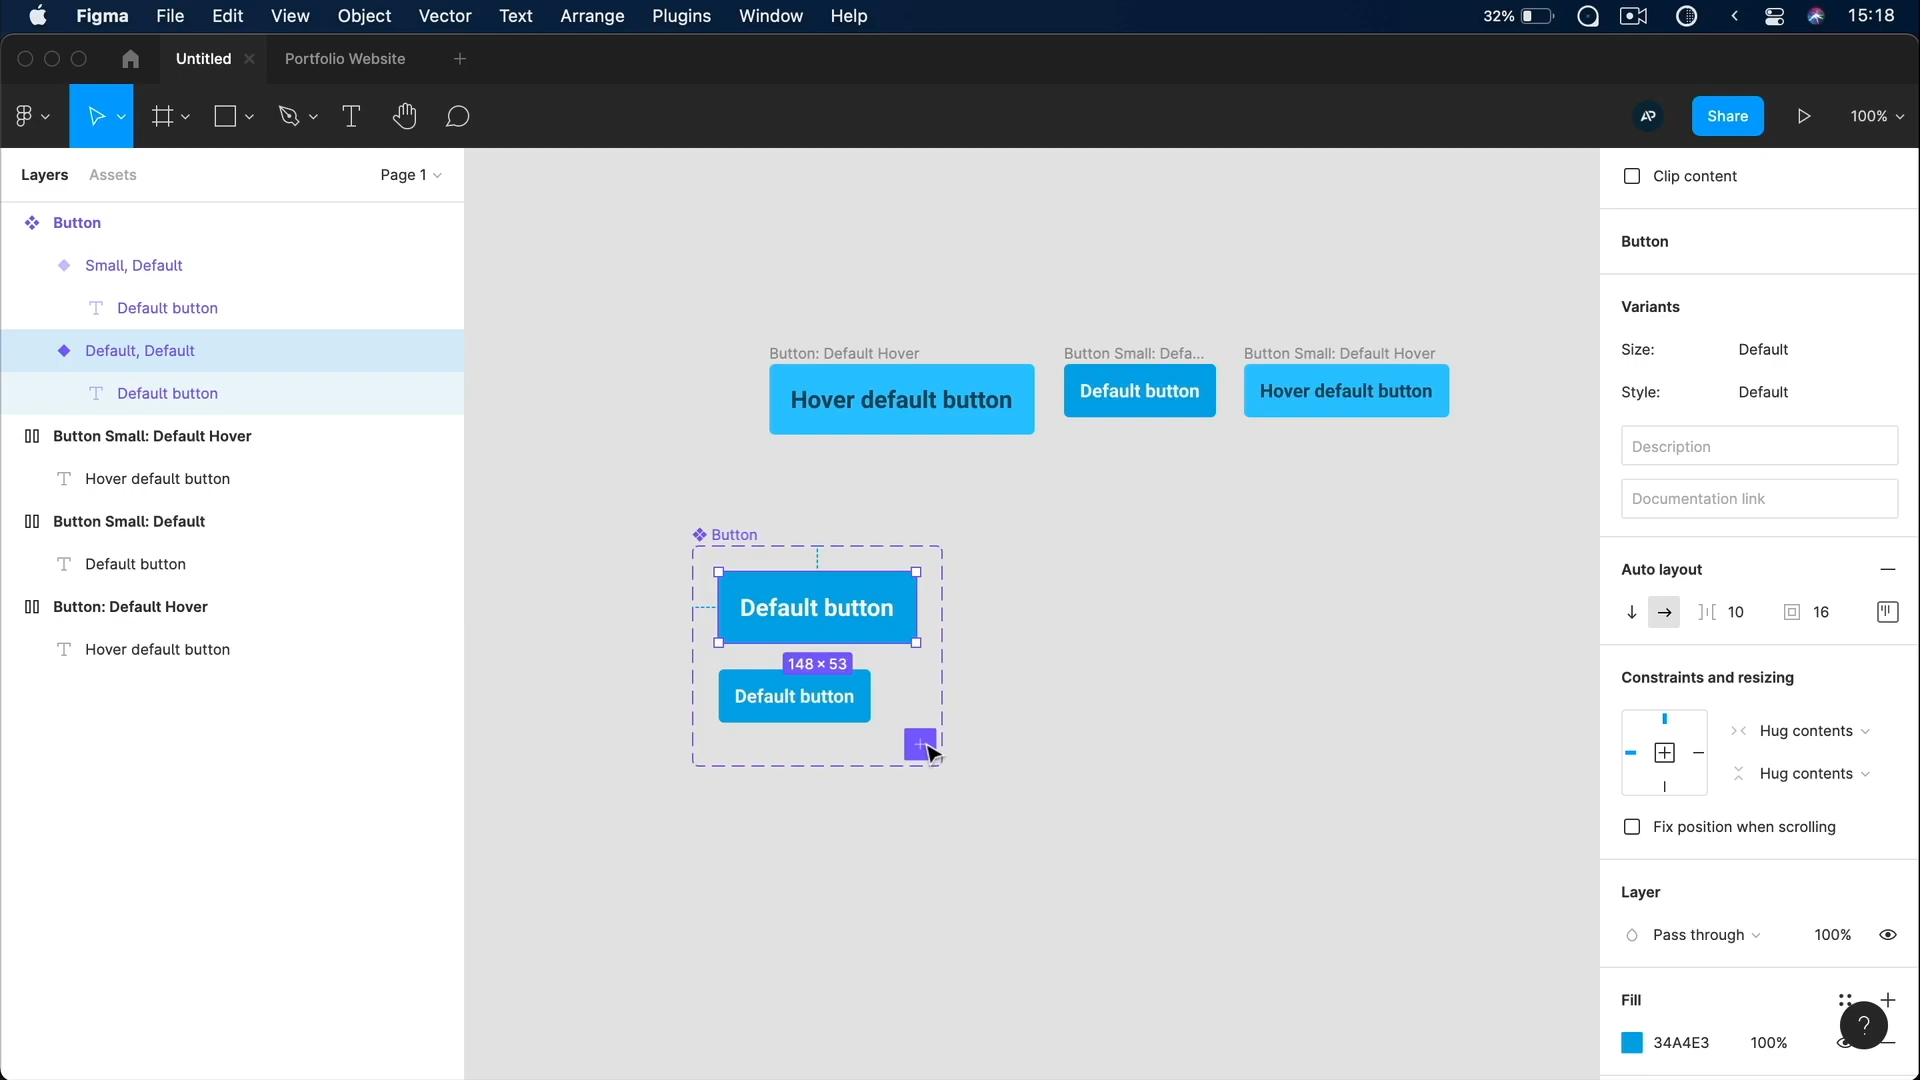 Figma File Edit View Object Vector Text Arrange Plugins Window Help 32% 15:18
Untitled Portfolio Website
AP Share 100%
Layers Assets Page 1
Button
Small, Default
Default button
Default, Default
Default button
Button Small: Default Hover
Hover default button
Button Small: Default
Default button
Button: Default Hover
Hover default button
Button: Default Hover
Hover default button
Button Small: Defa...
Default button
Button Small: Default Hover
Hover default button
Button
Default button
148 × 53
Default button
Clip content
Button
Variants
Size: Default
Style: Default
Description
Documentation link
Auto layout
10 16
Constraints and resizing
Hug contents
Hug contents
Fix position when scrolling
Layer
Pass through 100%
Fill
34A4E3 100%
?